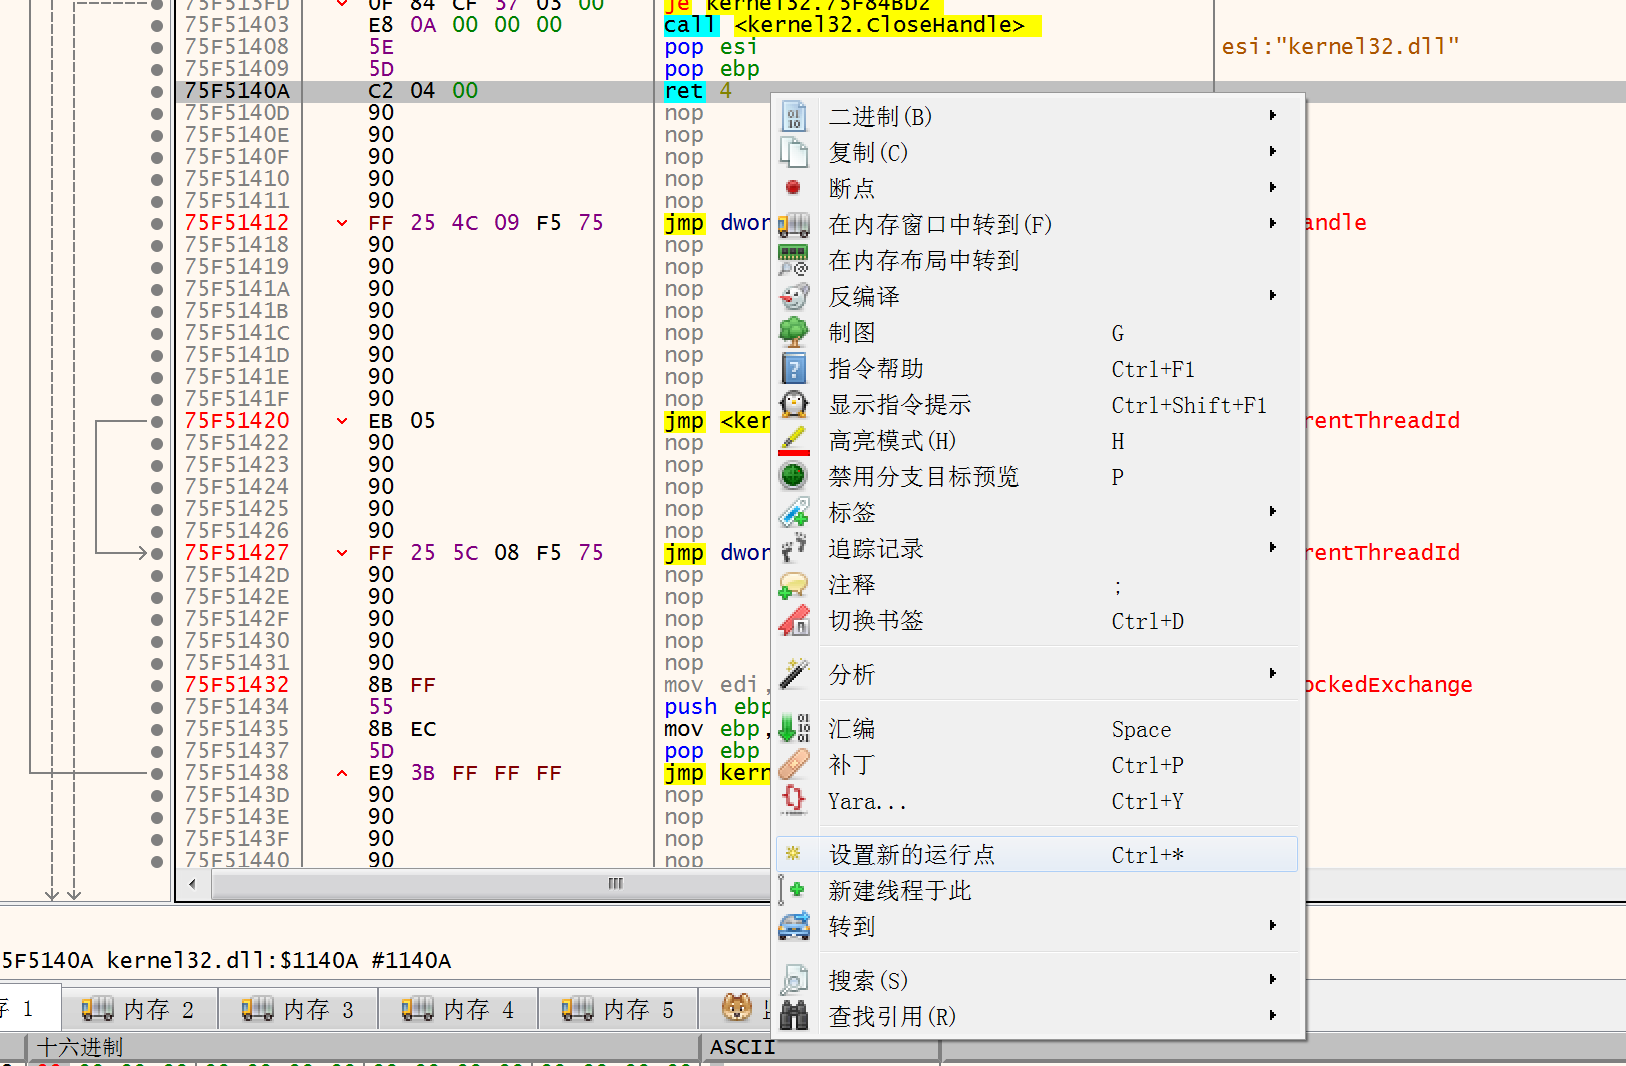 75F513FD 0F 84 CF 37 03 00 je kernel32.75F84BD2
75F51403 E8 0A 00 00 00 call <kernel32.CloseHandle>
75F51408 5E pop esi esi:"kernel32.dll"
75F51409 5D pop ebp
75F5140A C2 04 00 ret 4
75F5140D 90 nop
75F5140E 90 nop
75F5140F 90 nop
75F51410 90 nop
75F51411 90 nop
75F51412 FF 25 4C 09 F5 75 jmp dwor andle
75F51418 90 nop
75F51419 90 nop
75F5141A 90 nop
75F5141B 90 nop
75F5141C 90 nop
75F5141D 90 nop
75F5141E 90 nop
75F5141F 90 nop
75F51420 EB 05 jmp <ker rentThreadId
75F51422 90 nop
75F51423 90 nop
75F51424 90 nop
75F51425 90 nop
75F51426 90 nop
75F51427 FF 25 5C 08 F5 75 jmp dwor rentThreadId
75F5142D 90 nop
75F5142E 90 nop
75F5142F 90 nop
75F51430 90 nop
75F51431 90 nop
75F51432 8B FF mov edi, ockedExchange
75F51434 55 push ebp
75F51435 8B EC mov ebp,
75F51437 5D pop ebp
75F51438 E9 3B FF FF FF jmp kern
75F5143D 90 nop
75F5143E 90 nop
75F5143F 90 nop
75F51440 90 nop
二进制(B)
复制(C)
断点
在内存窗口中转到(F)
在内存布局中转到
反编译
制图 G
指令帮助 Ctrl+F1
显示指令提示 Ctrl+Shift+F1
高亮模式(H) H
禁用分支目标预览 P
标签
追踪记录
注释 ;
切换书签 Ctrl+D
分析
汇编 Space
补丁 Ctrl+P
Yara... Ctrl+Y
设置新的运行点 Ctrl+*
新建线程于此
转到
搜索(S)
查找引用(R)
5F5140A kernel32.dll:$1140A #1140A
存 1 内存 2 内存 3 内存 4 内存 5
十六进制 ASCII